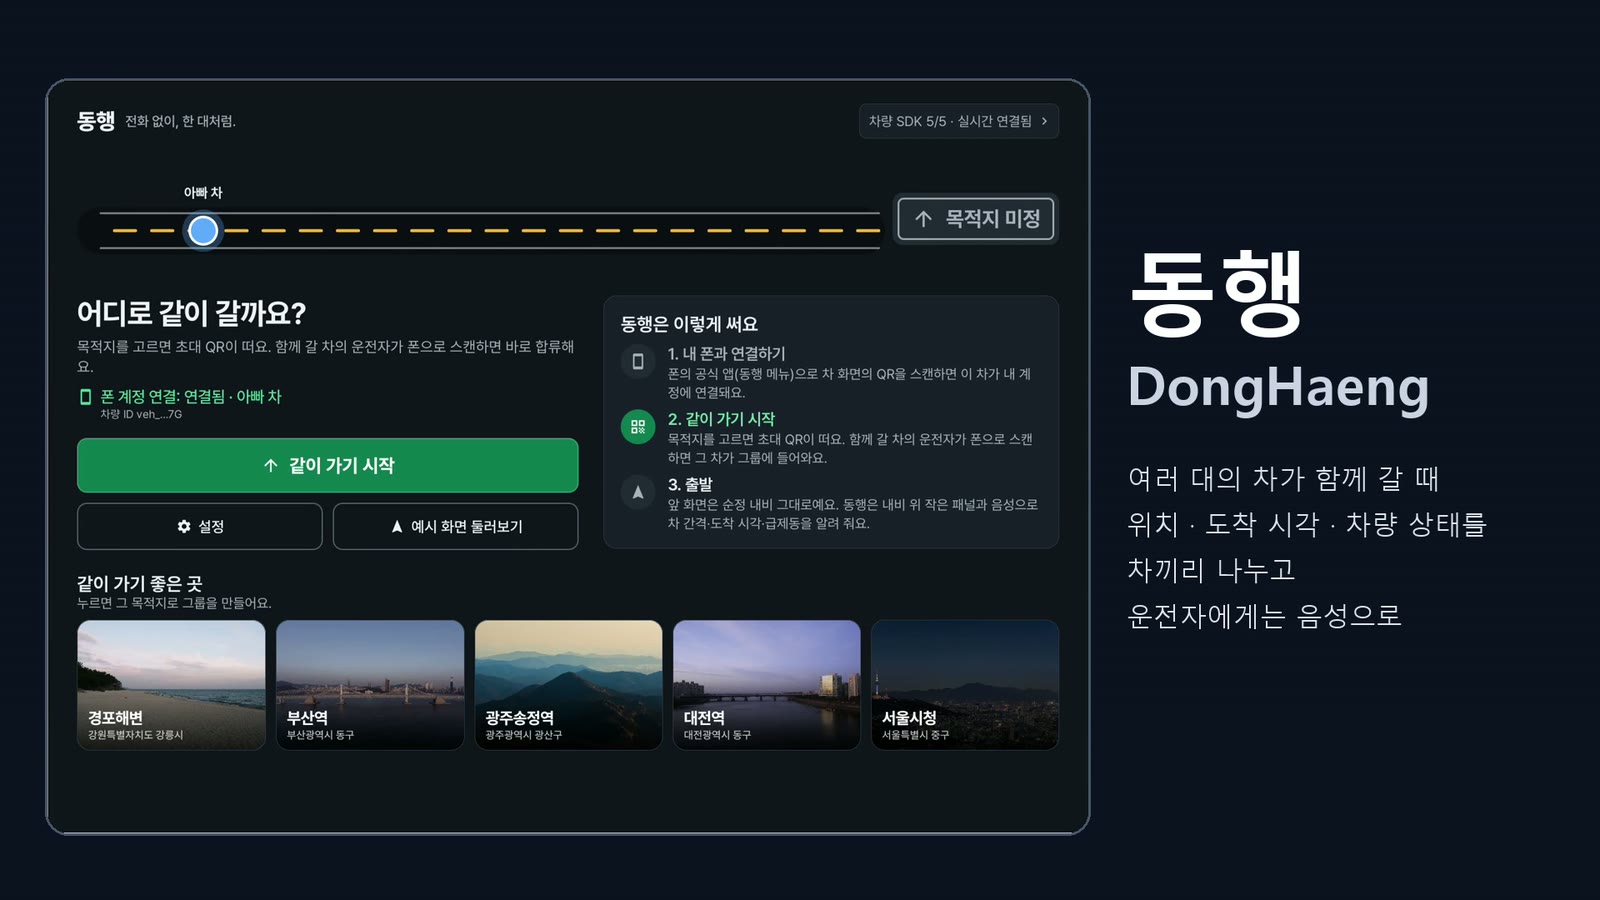 동행 전화 없이, 한 대처럼.
차량 SDK 5/5 · 실시간 연결됨
아빠 차
목적지 미정
어디로 같이 갈까요?
목적지를 고르면 초대 QR이 떠요. 함께 갈 차의 운전자가 폰으로 스캔하면 바로 합류해
요.
폰 계정 연결: 연결됨 · 아빠 차
차량 ID veh_…7G
같이 가기 시작
설정
예시 화면 둘러보기
동행은 이렇게 써요
1. 내 폰과 연결하기
폰의 공식 앱(동행 메뉴)으로 차 화면의 QR을 스캔하면 이 차가 내 계
정에 연결돼요.
2. 같이 가기 시작
목적지를 고르면 초대 QR이 떠요. 함께 갈 차의 운전자가 폰으로 스캔
하면 그 차가 그룹에 들어와요.
3. 출발
앞 화면은 순정 내비 그대로예요. 동행은 내비 위 작은 패널과 음성으로
차 간격·도착 시각·급제동을 알려 줘요.
같이 가기 좋은 곳
누르면 그 목적지로 그룹을 만들어요.
경포해변
강원특별자치도 강릉시
부산역
부산광역시 동구
광주송정역
광주광역시 광산구
대전역
대전광역시 동구
서울시청
서울특별시 중구
동행
DongHaeng
여러 대의 차가 함께 갈 때
위치 · 도착 시각 · 차량 상태를
차끼리 나누고
운전자에게는 음성으로